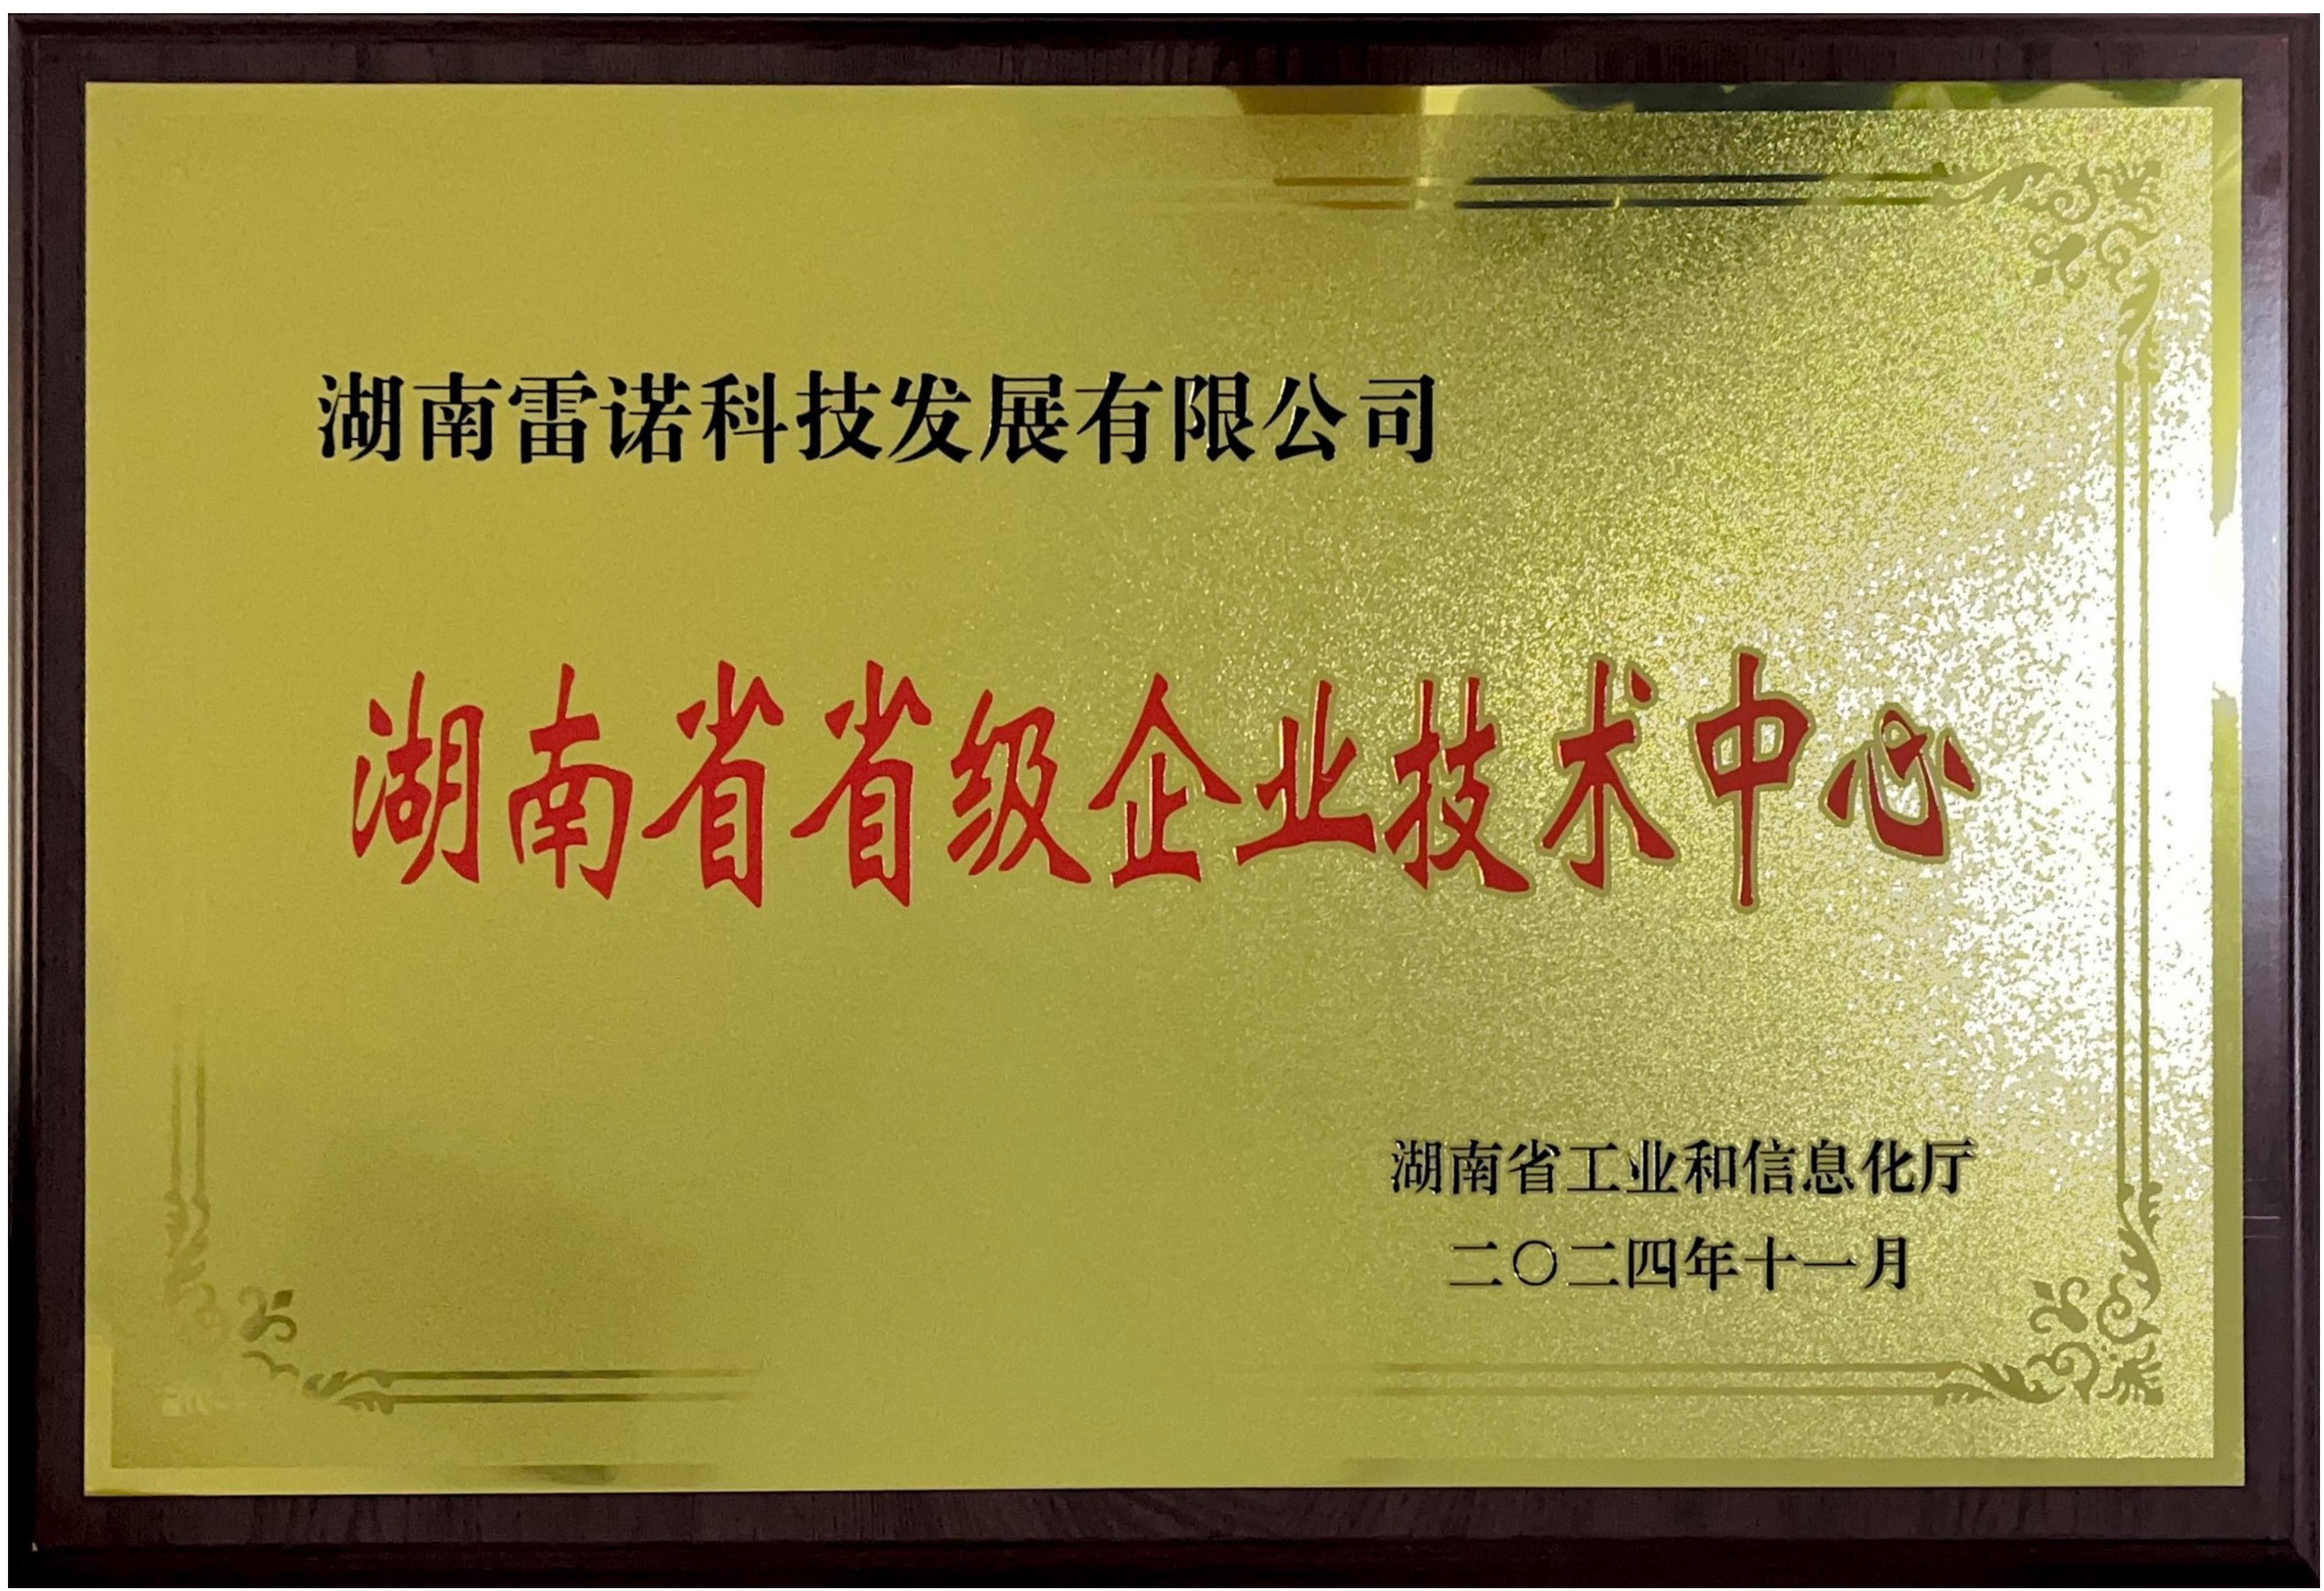 湖南雷诺科技发展有限公司
湖南省省级企业技术中心
湖南省工业和信息化厅
二〇二四年十一月